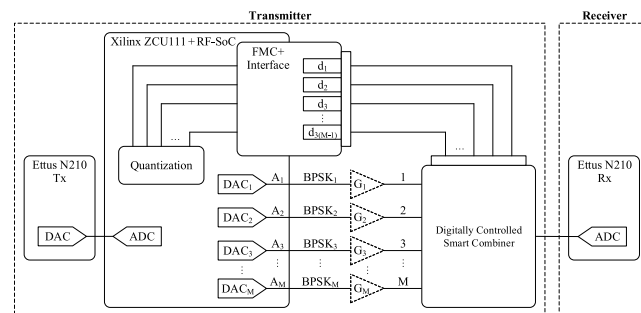 Transmitter
Receiver
Xilinx ZCU111+RF-SoC
FMC+
Interface
d1
d2
d3
⋮
d3(M-1)
...
...
Quantization
Ettus N210
Tx
DAC
ADC
DAC1 A1 BPSK1 G1 1
DAC2 A2 BPSK2 G2 2
DAC3 A3 BPSK3 G3 3
⋮ ⋮ ⋮ ⋮ ⋮
DACM AM BPSKM GM M
Digitally Controlled
Smart Combiner
Ettus N210
Rx
ADC